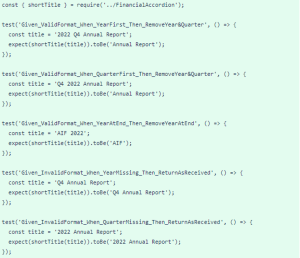 const { shortTitle } = require('../FinancialAccordion');
test('Given_ValidFormat_When_YearFirst_Then_RemoveYear&Quarter', () => {
const title = '2022 Q4 Annual Report';
expect(shortTitle(title)).toBe('Annual Report');
});
test('Given_ValidFormat_When_QuarterFirst_Then_RemoveYear&Quarter', () => {
const title = 'Q4 2022 Annual Report';
expect(shortTitle(title)).toBe('Annual Report');
});
test('Given_ValidFormat_When_YearAtEnd_Then_RemoveYearAtEnd', () => {
const title = 'AIF 2022';
expect(shortTitle(title)).toBe('AIF');
});
test('Given_InvalidFormat_When_YearMissing_Then_ReturnAsReceived', () => {
const title = 'Q4 Annual Report';
expect(shortTitle(title)).toBe('Q4 Annual Report');
});
test('Given_InvalidFormat_When_QuarterMissing_Then_ReturnAsReceived', () => {
const title = '2022 Annual Report';
expect(shortTitle(title)).toBe('2022 Annual Report');
});